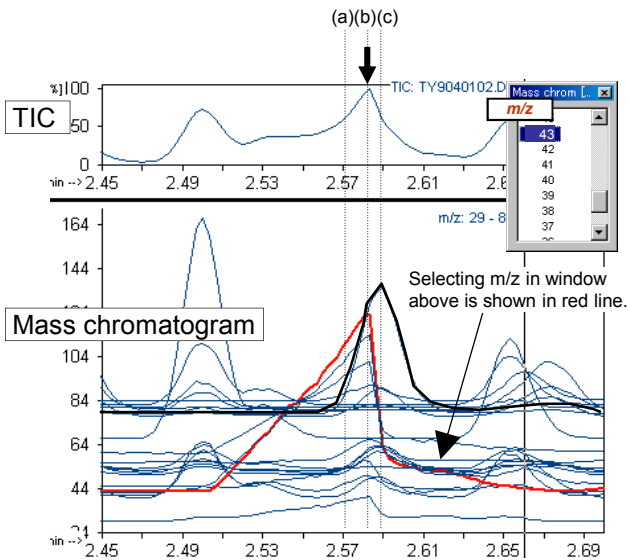 (a)(b)(c)
%]100
TIC: TY9040102.D
Mass chrom [..
m/z
TIC
50
43
42
41
40
39
38
37
0
nin --> 2.45 2.49 2.53 2.57 2.61
164
m/z: 29 - 8
144
Selecting m/z in window
above is shown in red line.
Mass chromatogram
104
84
64
44
nin --> 2.45 2.49 2.53 2.57 2.61 2.65 2.69